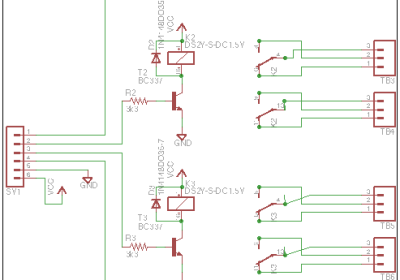 1N4148DO35
VCC
D2
K2
DS2Y-S-DC1.5V
T2
BC337
R2
3k3
GND
K2
3
2
1
TB3
K2
3
2
1
TB4
SV1
1
2
3
4
5
6
VCC
GND
1N4148DO35-7
VCC
K3
DS2Y-S-DC1.5V
T3
BC337
R3
3k3
K3
3
2
1
TB5
K3
3
2
1
TB6